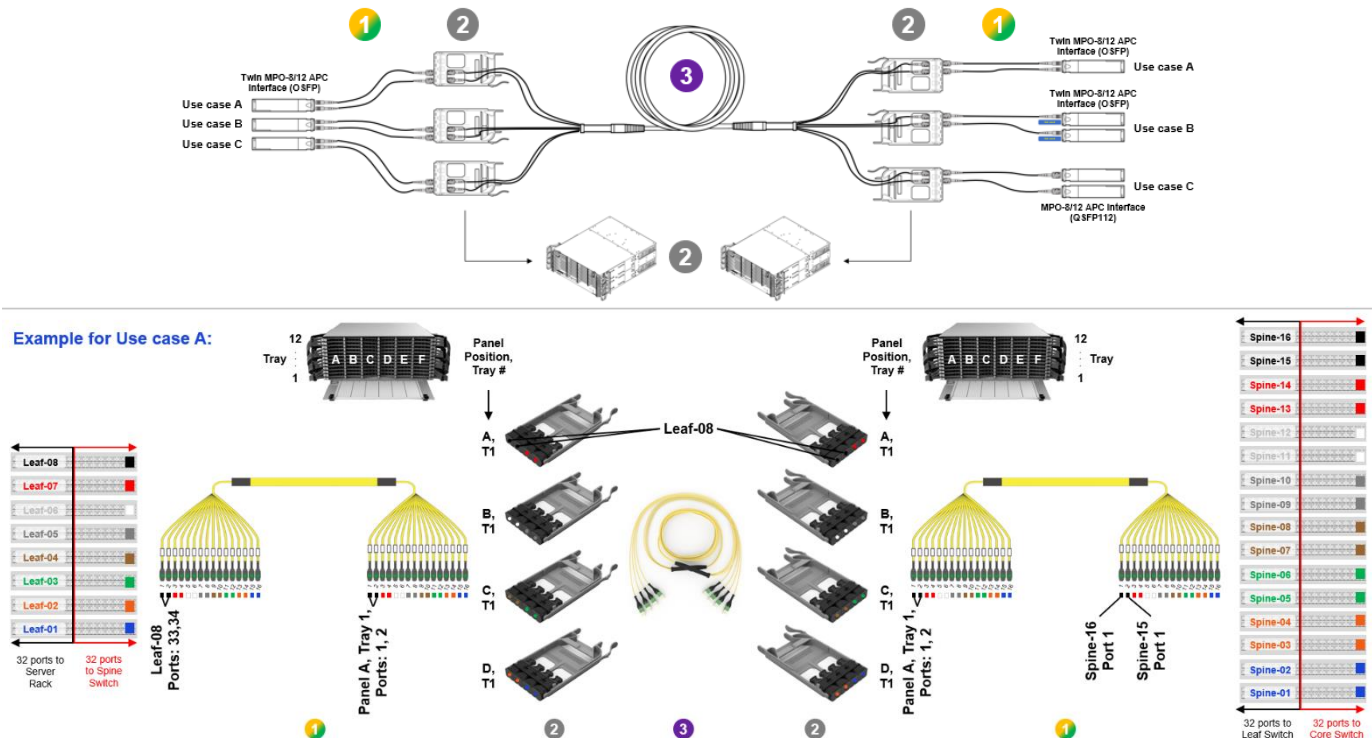 1
2
2
1
3
Twin MPO-8/12 APC
Interface (OSFP)
Use case A
Use case B
Use case C
Twin MPO-8/12 APC
Interface (OSFP)
Use case A
Twin MPO-8/12 APC
Interface (OSFP)
Use case B
Use case C
MPO-8/12 APC Interface
(QSFP112)
2
Example for Use case A:
12
Tray
1
A B C D E F
Panel
Position,
Tray #
A,
T1
B,
T1
C,
T1
D,
T1
Leaf-08
Panel
Position,
Tray #
A,
T1
B,
T1
C,
T1
D,
T1
A B C D E F
12
Tray
1
Leaf-08
Leaf-07
Leaf-06
Leaf-05
Leaf-04
Leaf-03
Leaf-02
Leaf-01
32 ports to
Server
Rack
32 ports
to Spine
Switch
Leaf-08
Ports: 33,34
Panel A, Tray 1,
Ports: 1, 2
Panel A, Tray 1,
Ports: 1, 2
Spine-16
Port 1
Spine-15
Port 1
Spine-16
Spine-15
Spine-14
Spine-13
Spine-12
Spine-11
Spine-10
Spine-09
Spine-08
Spine-07
Spine-06
Spine-05
Spine-04
Spine-03
Spine-02
Spine-01
32 ports to
Leaf Switch
32 ports to
Core Switch
1
2
3
2
1